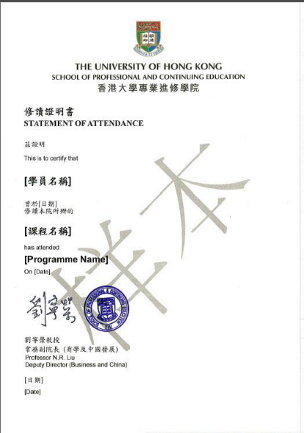 THE UNIVERSITY OF HONG KONG
SCHOOL OF PROFESSIONAL AND CONTINUING EDUCATION
香港大學專業進修學院
修讀證明書
STATEMENT OF ATTENDANCE
茲證明
This is to certify that
[學員名稱]
曾於[日期]
修讀本院所辦的
[課程名稱]
has attended
[Programme Name]
On [Date]
樣本
劉寧榮教授
常務副院長 (商學及中國發展)
Professor N.R. Liu
Deputy Director (Business and China)
[日期]
[Date]